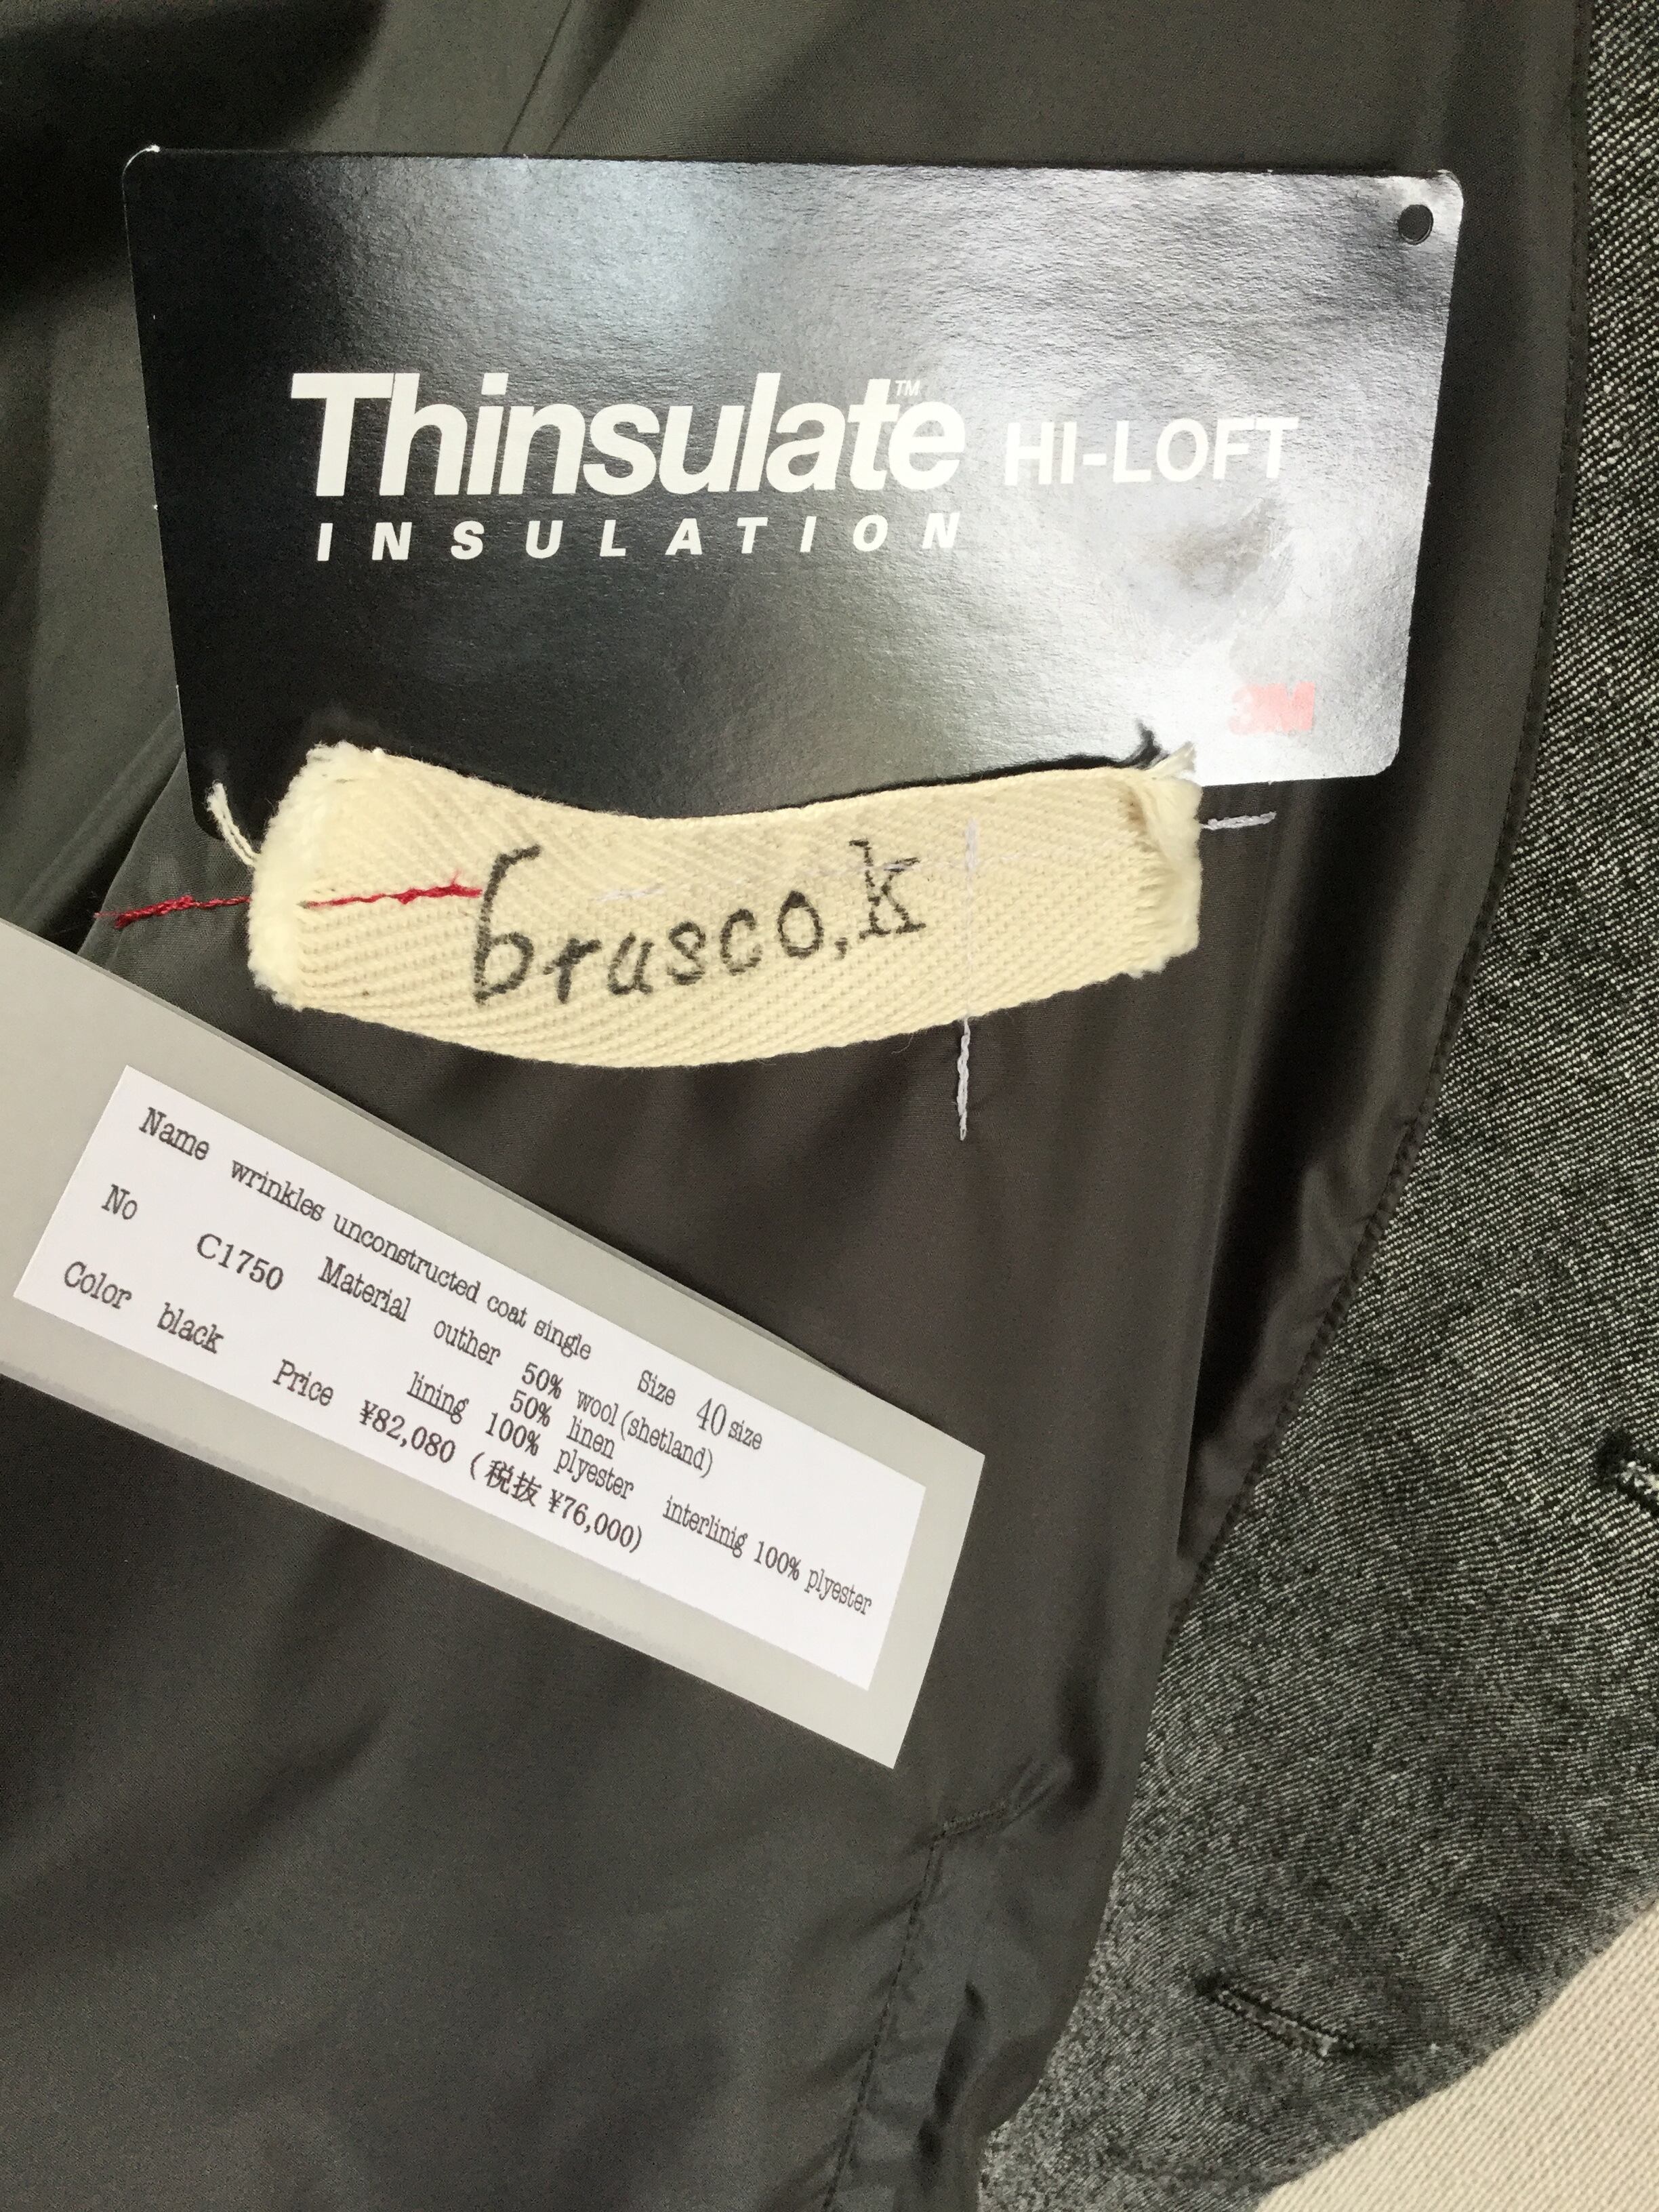 Thinsulate™ HI-LOFT
INSULATION
3M
brusco,k
Name wrinkles unconstructed coat single Size 40 size
No C1750 Material outher 50% wool (shetland)
50% linen
Color black lining 100% plyester interlinig 100% plyester
Price ¥82,080 (税抜 ¥76,000)